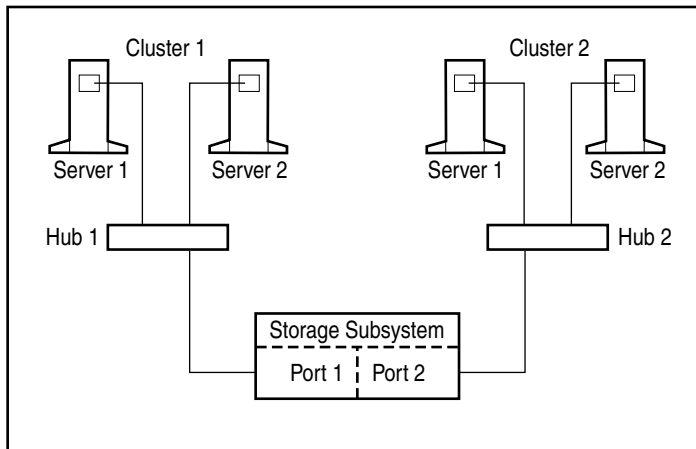 Cluster 1
Cluster 2
Server 1
Server 2
Server 1
Server 2
Hub 1
Hub 2
Storage Subsystem
Port 1
Port 2